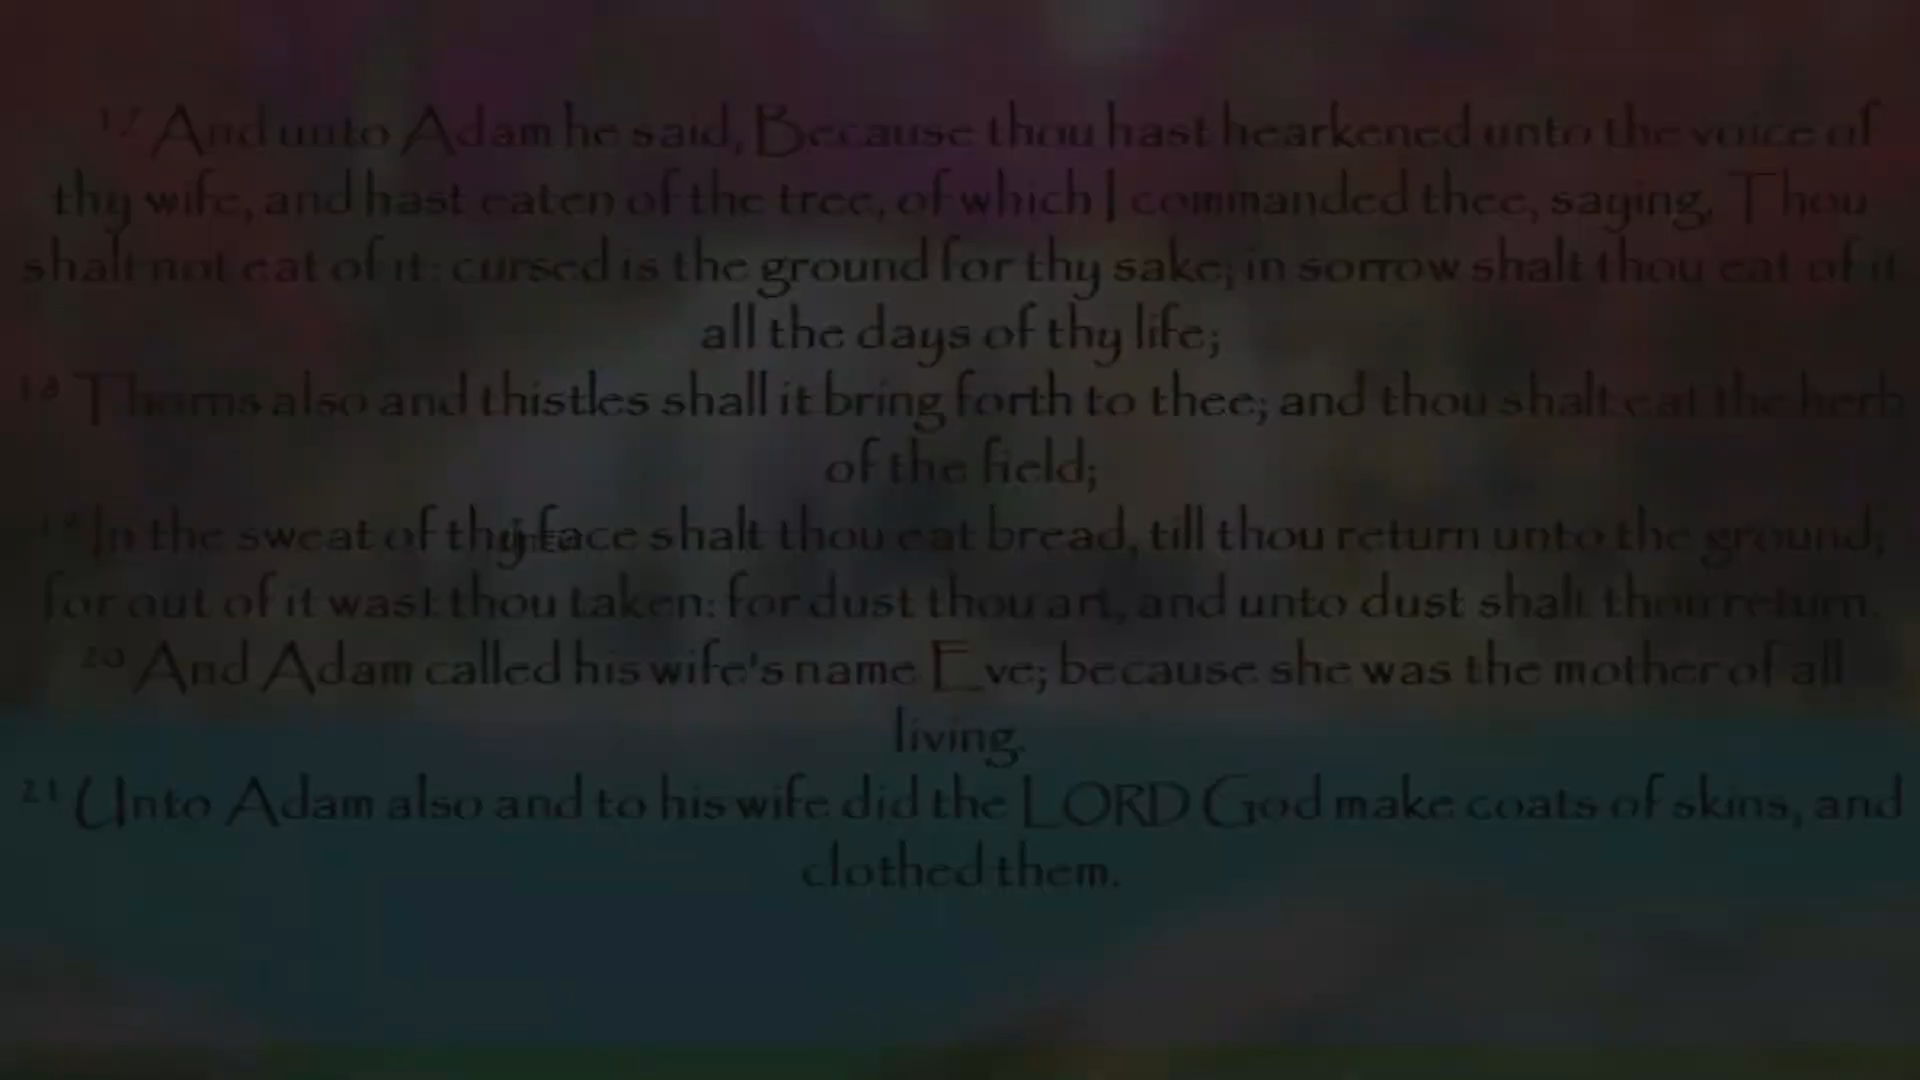 17 And unto Adam he said, Because thou hast hearkened unto the voice of
thy wife, and hast eaten of the tree, of which I commanded thee, saying, Thou
shalt not eat of it: cursed is the ground for thy sake; in sorrow shalt thou eat of it
all the days of thy life;
18 Thorns also and thistles shall it bring forth to thee; and thou shalt eat the herb
of the field;
19 In the sweat of thy face shalt thou eat bread, till thou return unto the ground;
for out of it wast thou taken: for dust thou art, and unto dust shalt thou return.
20 And Adam called his wife's name Eve; because she was the mother of all
living.
21 Unto Adam also and to his wife did the LORD God make coats of skins, and
clothed them.